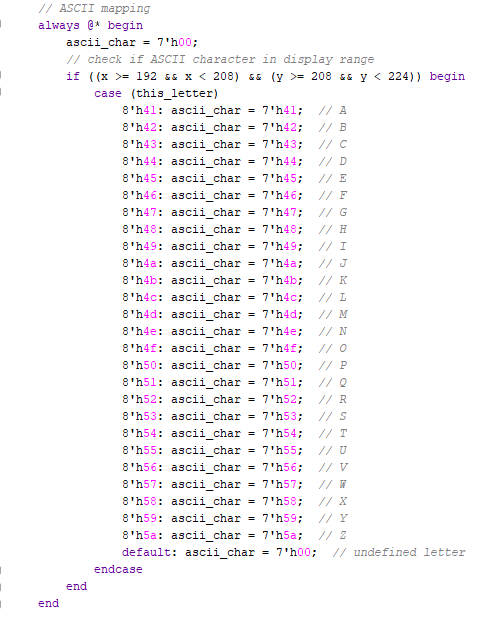 // ASCII mapping
always @* begin
ascii_char = 7'h00;
// check if ASCII character in display range
if ((x >= 192 && x < 208) && (y >= 208 && y < 224)) begin
case (this_letter)
8'h41: ascii_char = 7'h41; // A
8'h42: ascii_char = 7'h42; // B
8'h43: ascii_char = 7'h43; // C
8'h44: ascii_char = 7'h44; // D
8'h45: ascii_char = 7'h45; // E
8'h46: ascii_char = 7'h46; // F
8'h47: ascii_char = 7'h47; // G
8'h48: ascii_char = 7'h48; // H
8'h49: ascii_char = 7'h49; // I
8'h4a: ascii_char = 7'h4a; // J
8'h4b: ascii_char = 7'h4b; // K
8'h4c: ascii_char = 7'h4c; // L
8'h4d: ascii_char = 7'h4d; // M
8'h4e: ascii_char = 7'h4e; // N
8'h4f: ascii_char = 7'h4f; // O
8'h50: ascii_char = 7'h50; // P
8'h51: ascii_char = 7'h51; // Q
8'h52: ascii_char = 7'h52; // R
8'h53: ascii_char = 7'h53; // S
8'h54: ascii_char = 7'h54; // T
8'h55: ascii_char = 7'h55; // U
8'h56: ascii_char = 7'h56; // V
8'h57: ascii_char = 7'h57; // W
8'h58: ascii_char = 7'h58; // X
8'h59: ascii_char = 7'h59; // Y
8'h5a: ascii_char = 7'h5a; // Z
default: ascii_char = 7'h00; // undefined letter
endcase
end
end